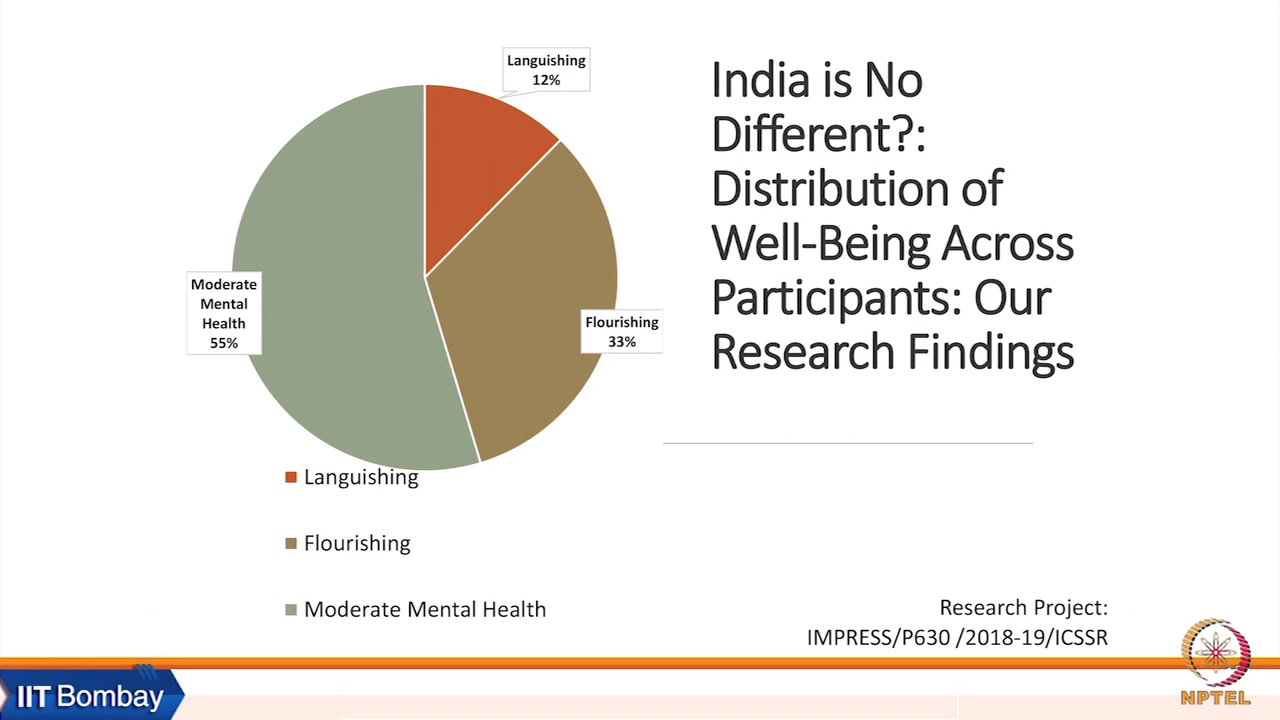 Languishing
12%
Moderate
Mental
Health
55%
Flourishing
33%
Languishing
Flourishing
Moderate Mental Health
India is No
Different?:
Distribution of
Well-Being Across
Participants: Our
Research Findings
Research Project:
IMPRESS/P630 /2018-19/ICSSR
IIT Bombay
NPTEL